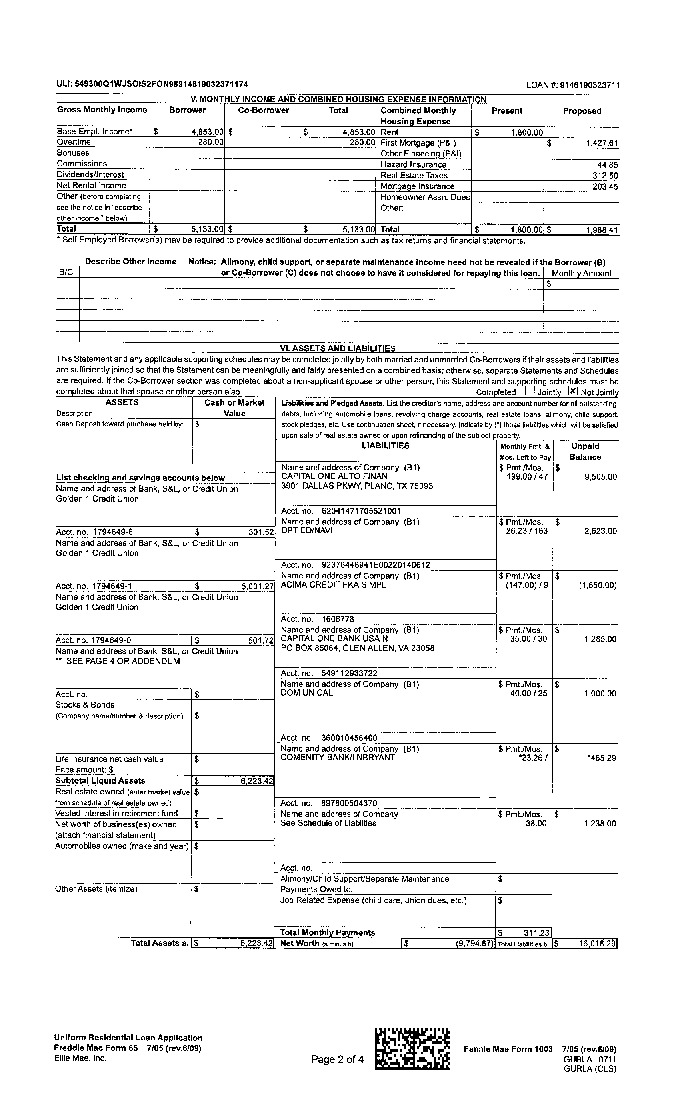 ULI: 549300Q1WJSOI52FON95914619032371174 LOAN #: 9146190323711
V. MONTHLY INCOME AND COMBINED HOUSING EXPENSE INFORMATION
Gross Monthly Income Borrower Co-Borrower Total Combined Monthly Housing Expense Present Proposed
Base Empl. Income* $ 4,853.00 $ $ 4,853.00 Rent $ 1,800.00
Overtime 280.00 280.00 First Mortgage (P&I) $ 1,427.61
Bonuses Other Financing (P&I)
Commissions Hazard Insurance 44.85
Dividends/Interest Real Estate Taxes 312.50
Net Rental Income Mortgage Insurance 203.45
Other (before completing Homeowner Assn. Dues
see the notice in "describe Other:
other income" below)
Total $ 5,133.00 $ $ 5,133.00 Total $ 1,800.00 $ 1,988.41
* Self Employed Borrower(s) may be required to provide additional documentation such as tax returns and financial statements.
Describe Other Income Notice: Alimony, child support, or separate maintenance income need not be revealed if the Borrower (B)
B/C or Co-Borrower (C) does not choose to have it considered for repaying this loan. Monthly Amount
$
VI. ASSETS AND LIABILITIES
This Statement and any applicable supporting schedules may be completed jointly by both married and unmarried Co-Borrowers if their assets and liabilities
are sufficiently joined so that the Statement can be meaningfully and fairly presented on a combined basis; otherwise, separate Statements and Schedules
are required. If the Co-Borrower section was completed about a non-applicant spouse or other person, this Statement and supporting schedules must be
completed about that spouse or other person also. Completed Jointly X Not Jointly
ASSETS Cash or Market Value
Description
Cash Deposit toward purchase held by: $
Liabilities and Pledged Assets. List the creditor's name, address and account number for all outstanding
debts, including automobile loans, revolving charge accounts, real estate loans, alimony, child support,
stock pledges, etc. Use continuation sheet, if necessary. Indicate by (*) those liabilities which will be satisfied
upon sale of real estate owned or upon refinancing of the subject property.
LIABILITIES Monthly Pmt. & Mos. Left to Pay Unpaid Balance
List checking and savings accounts below
Name and address of Bank, S&L, or Credit Union
Golden 1 Credit Union
Acct. no. 1794649-6 $ 301.52
Name and address of Bank, S&L, or Credit Union
Golden 1 Credit Union
Acct. no. 1794649-1 $
Name and address of Bank, S&L, or Credit Union
Golden 1 Credit Union
Acct. no. 1794649-0 $
Name and address of Bank, S&L, or Credit Union
** SEE PAGE 4 OR ADDENDUM
Acct. no. $
Stocks & Bonds $
(Company name/number & description)
Life insurance net cash value $
Face amount: $
Subtotal Liquid Assets $ 6,223.42
Real estate owned (enter market value $
from schedule of real estate owned)
Vested interest in retirement fund $
Net worth of business(es) owned $
(attach financial statement)
Automobiles owned (make and year) $
Other Assets (itemize) $
Total Assets a. $ 6,223.42
Name and address of Company (B1) $ Pmt./Mos. $
CAPITAL ONE AUTO FINAN 199.00 / 47 9,505.00
3901 DALLAS PKWY, PLANO, TX 75093
Acct. no. 62041471705521001
Name and address of Company (B1) $ Pmt./Mos. $
DPT ED/NAVI 26.23 / 163 2,623.00
Acct. no. 92376446941E00220140612
Name and address of Company (B1) $ Pmt./Mos. $
ACIMA CREDIT FKA SIMPL (147.00) / 9 (1,650.00)
Acct. no. 1606778
Name and address of Company (B1) $ Pmt./Mos. $
CAPITAL ONE BANK USA N 35.00 / 30 1,285.00
PO BOX 85064, GLEN ALLEN, VA 23058
Acct. no. 549112933722
Name and address of Company (B1) $ Pmt./Mos. $
DOMUNCAL 40.00 / 25 1,000.00
Acct. no. 360010456400
Name and address of Company (B1) $ Pmt./Mos. $
COMENITY BANK/LNBRYANT *23.26 / *465.29
Acct. no. 697800504370
Name and address of Company $ Pmt./Mos. $
See Schedule of Liabilities 38.00 1,238.00
Acct. no.
Alimony/Child Support/Separate Maintenance $
Payments Owed to:
Job Related Expense (child care, union dues, etc.) $
Total Monthly Payments $ 311.23
Net Worth (a minus b) $ (9,794.87) Total Liabilities b. $ 16,018.29
Uniform Residential Loan Application
Freddie Mac Form 65 7/05 (rev.6/09)
Ellie Mae, Inc.
Page 2 of 4
Fannie Mae Form 1003 7/05 (rev.6/09)
GURLA 0711
GURLA (CLS)